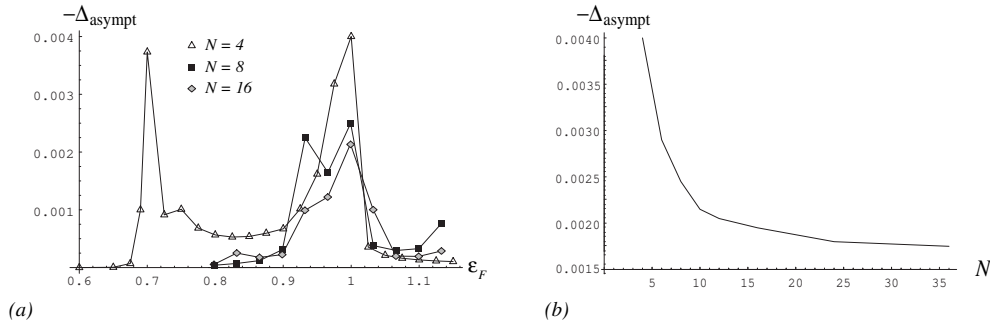 −Δasympt
0.004
0.003
0.002
0.001
N = 4
N = 8
N = 16
0.6 0.7 0.8 0.9 1 1.1 εF
(a)
−Δasympt
0.0040
0.0035
0.0030
0.0025
0.0020
0.0015
5 10 15 20 25 30 35 N
(b)